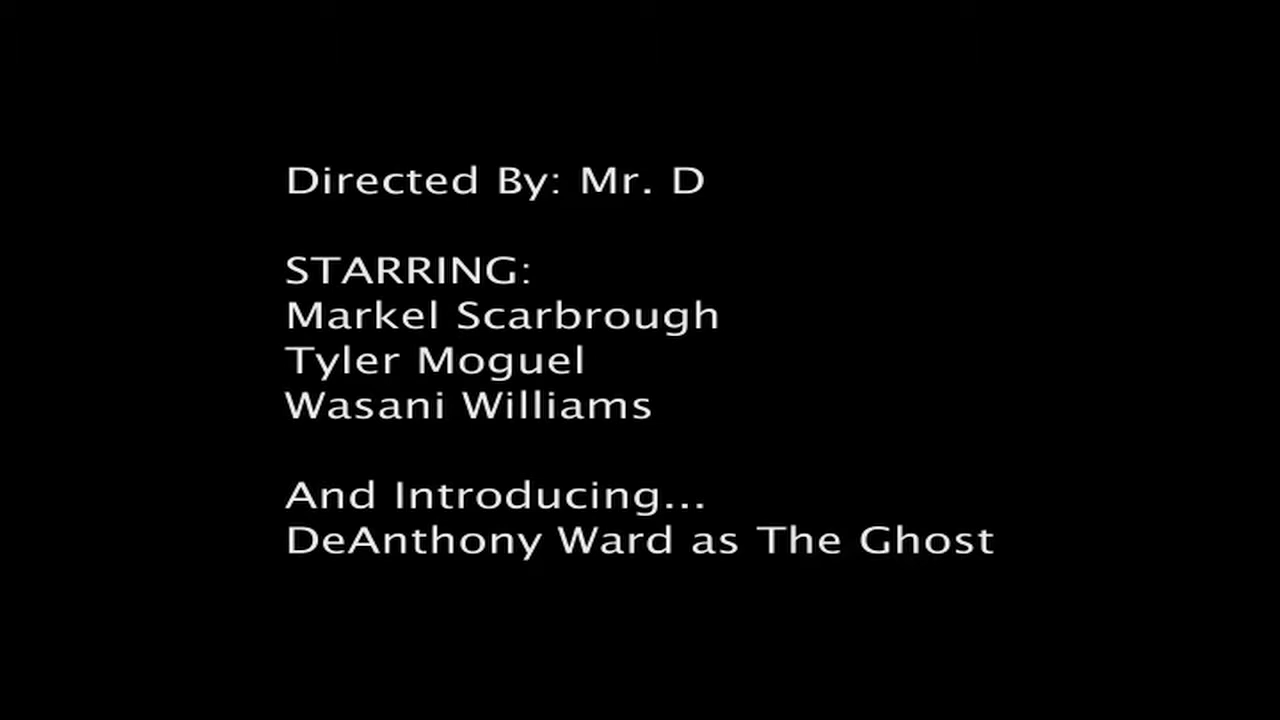 Directed By: Mr. D
STARRING:
Markel Scarbrough
Tyler Moguel
Wasani Williams
And Introducing...
DeAnthony Ward as The Ghost